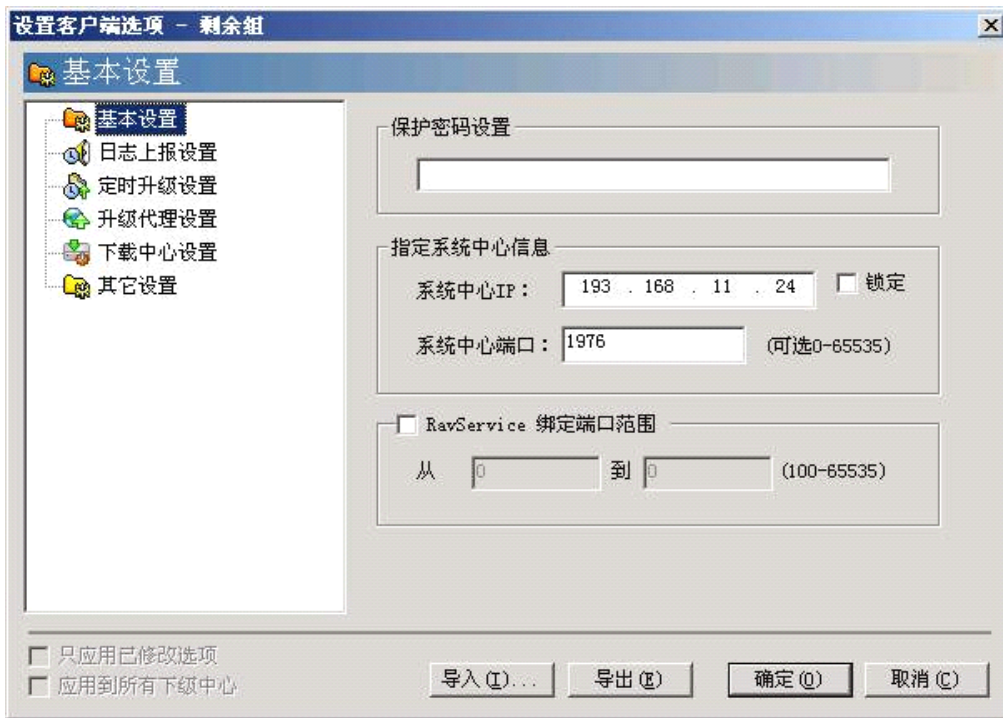 设置客户端选项 - 剩余组
基本设置
基本设置
日志上报设置
定时升级设置
升级代理设置
下载中心设置
其它设置
保护密码设置
指定系统中心信息
系统中心IP： 193 . 168 . 11 . 24 锁定
系统中心端口： 1976 (可选0-65535)
RavService 绑定端口范围
从 0 到 0 (100-65535)
只应用已修改选项
应用到所有下级中心
导入(I)... 导出(E) 确定(O) 取消(C)